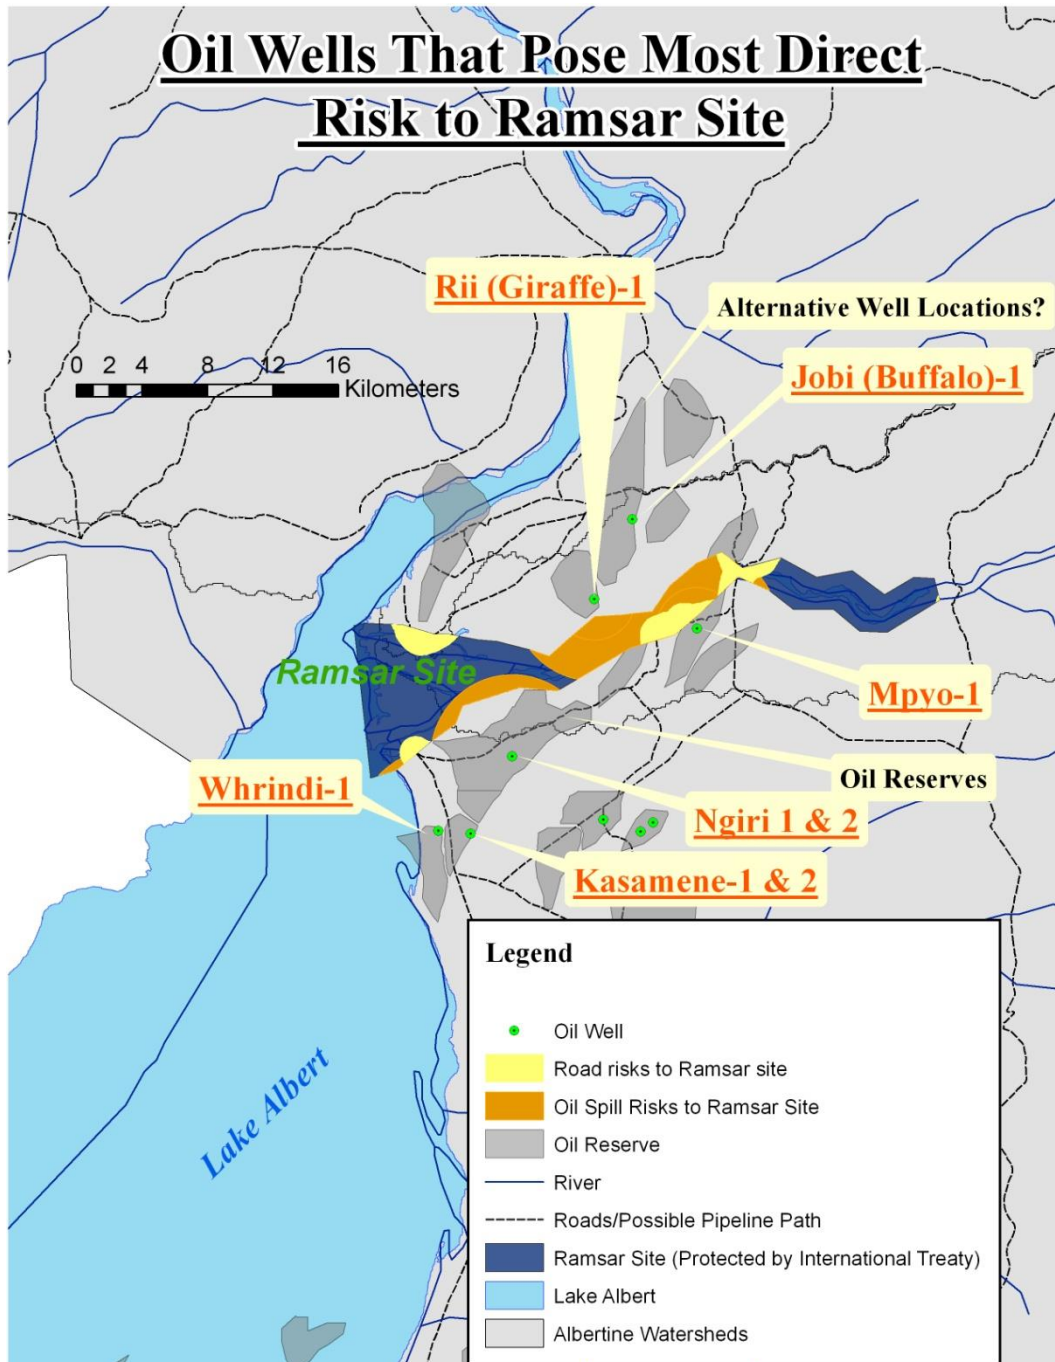 Oil Wells That Pose Most Direct
Risk to Ramsar Site
Rii (Giraffe)-1
Alternative Well Locations?
Jobi (Buffalo)-1
0 2 4 8 12 16
Kilometers
Ramsar Site
Mpyo-1
Oil Reserves
Whrindi-1
Ngiri 1 & 2
Kasamene-1 & 2
Lake Albert
Legend
Oil Well
Road risks to Ramsar site
Oil Spill Risks to Ramsar Site
Oil Reserve
River
Roads/Possible Pipeline Path
Ramsar Site (Protected by International Treaty)
Lake Albert
Albertine Watersheds